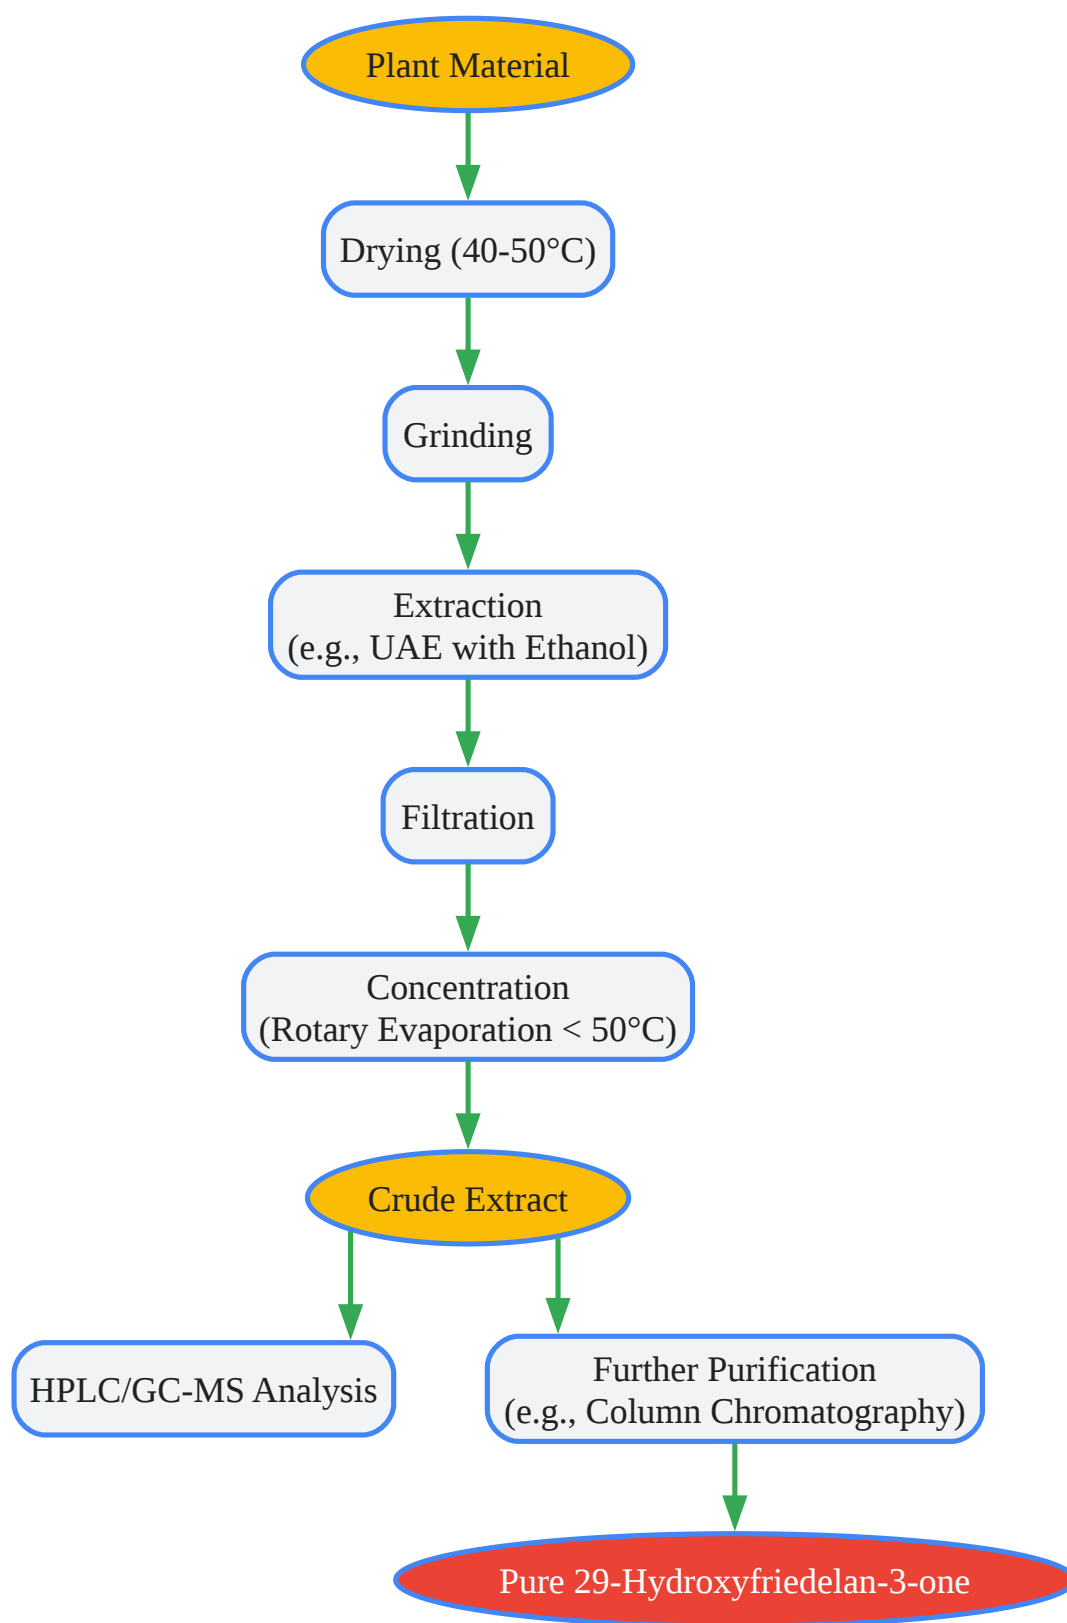 Plant Material
Drying (40-50°C)
Grinding
Extraction
(e.g., UAE with Ethanol)
Filtration
Concentration
(Rotary Evaporation < 50°C)
Crude Extract
HPLC/GC-MS Analysis
Further Purification
(e.g., Column Chromatography)
Pure 29-Hydroxyfriedelan-3-one